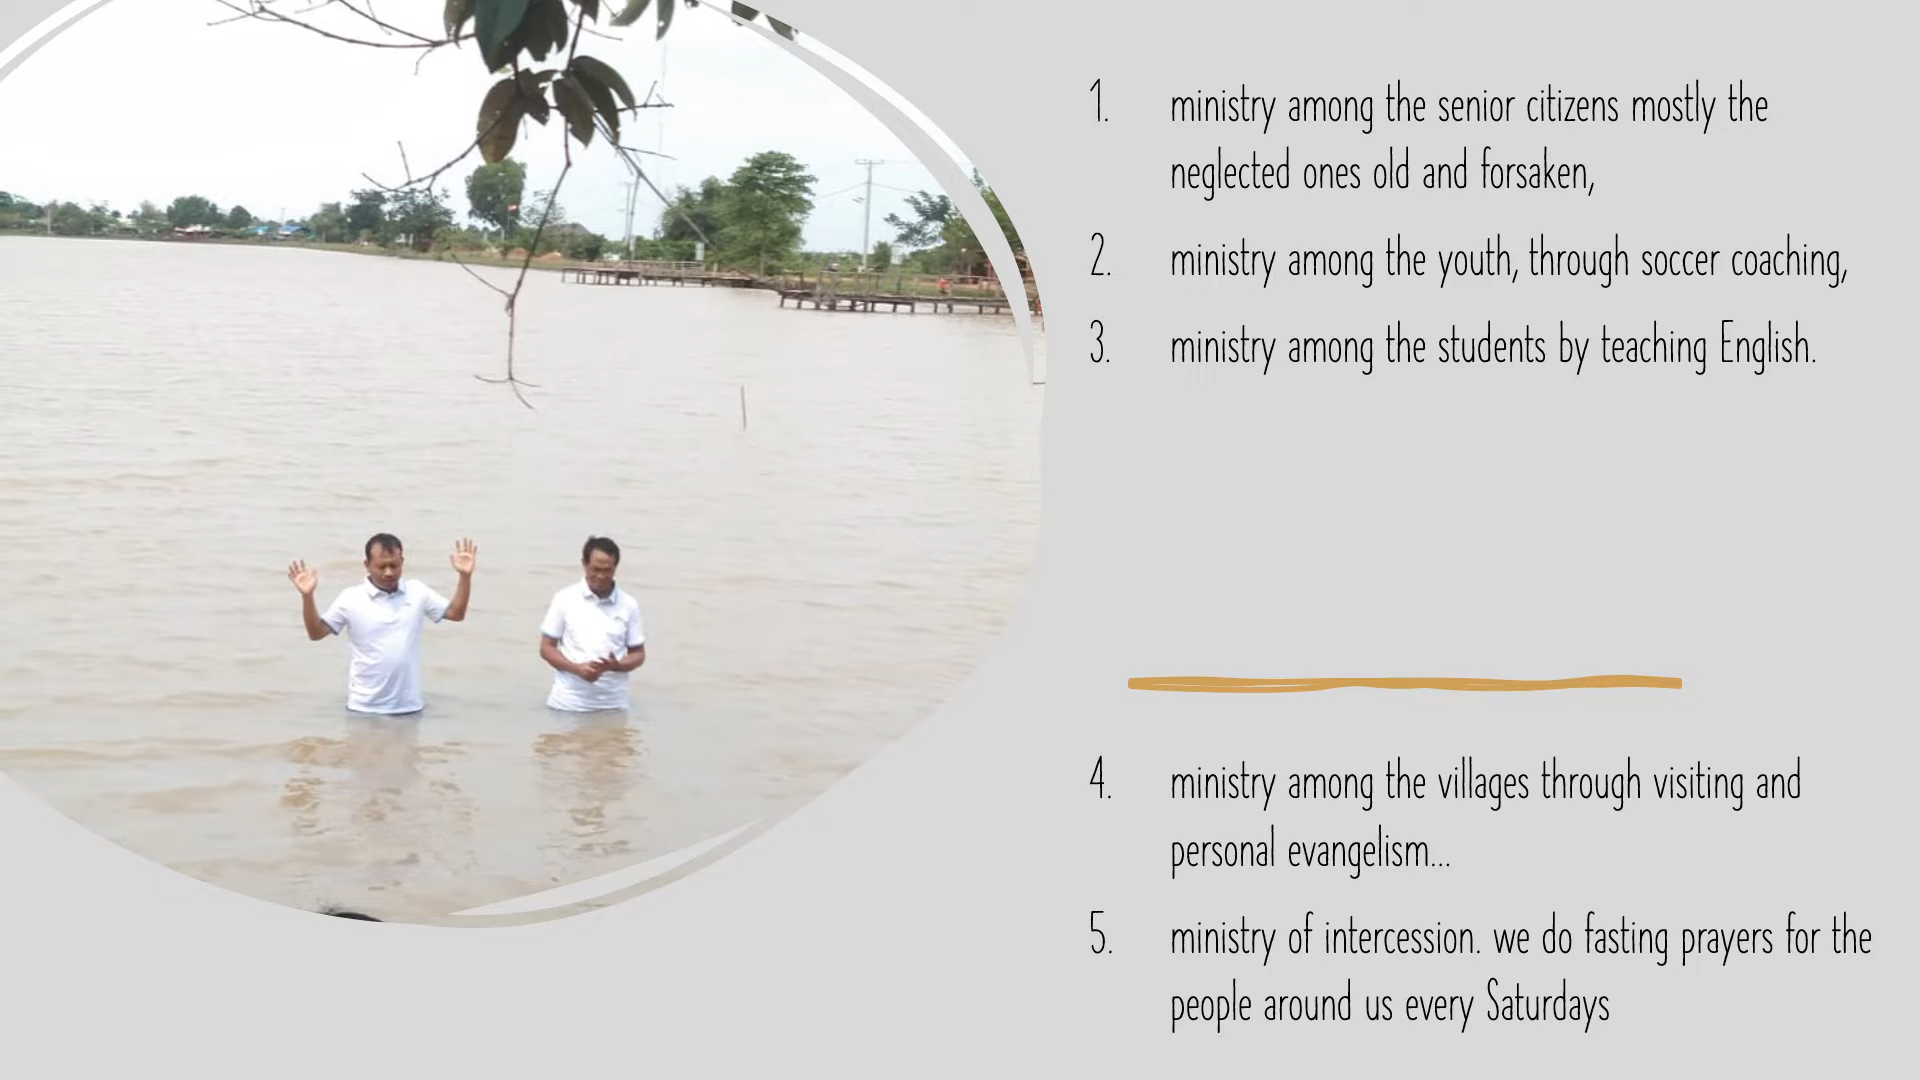 1. ministry among the senior citizens mostly the
neglected ones old and forsaken,
2. ministry among the youth, through soccer coaching,
3. ministry among the students by teaching English.
4. ministry among the villages through visiting and
personal evangelism...
5. ministry of intercession. we do fasting prayers for the
people around us every Saturdays